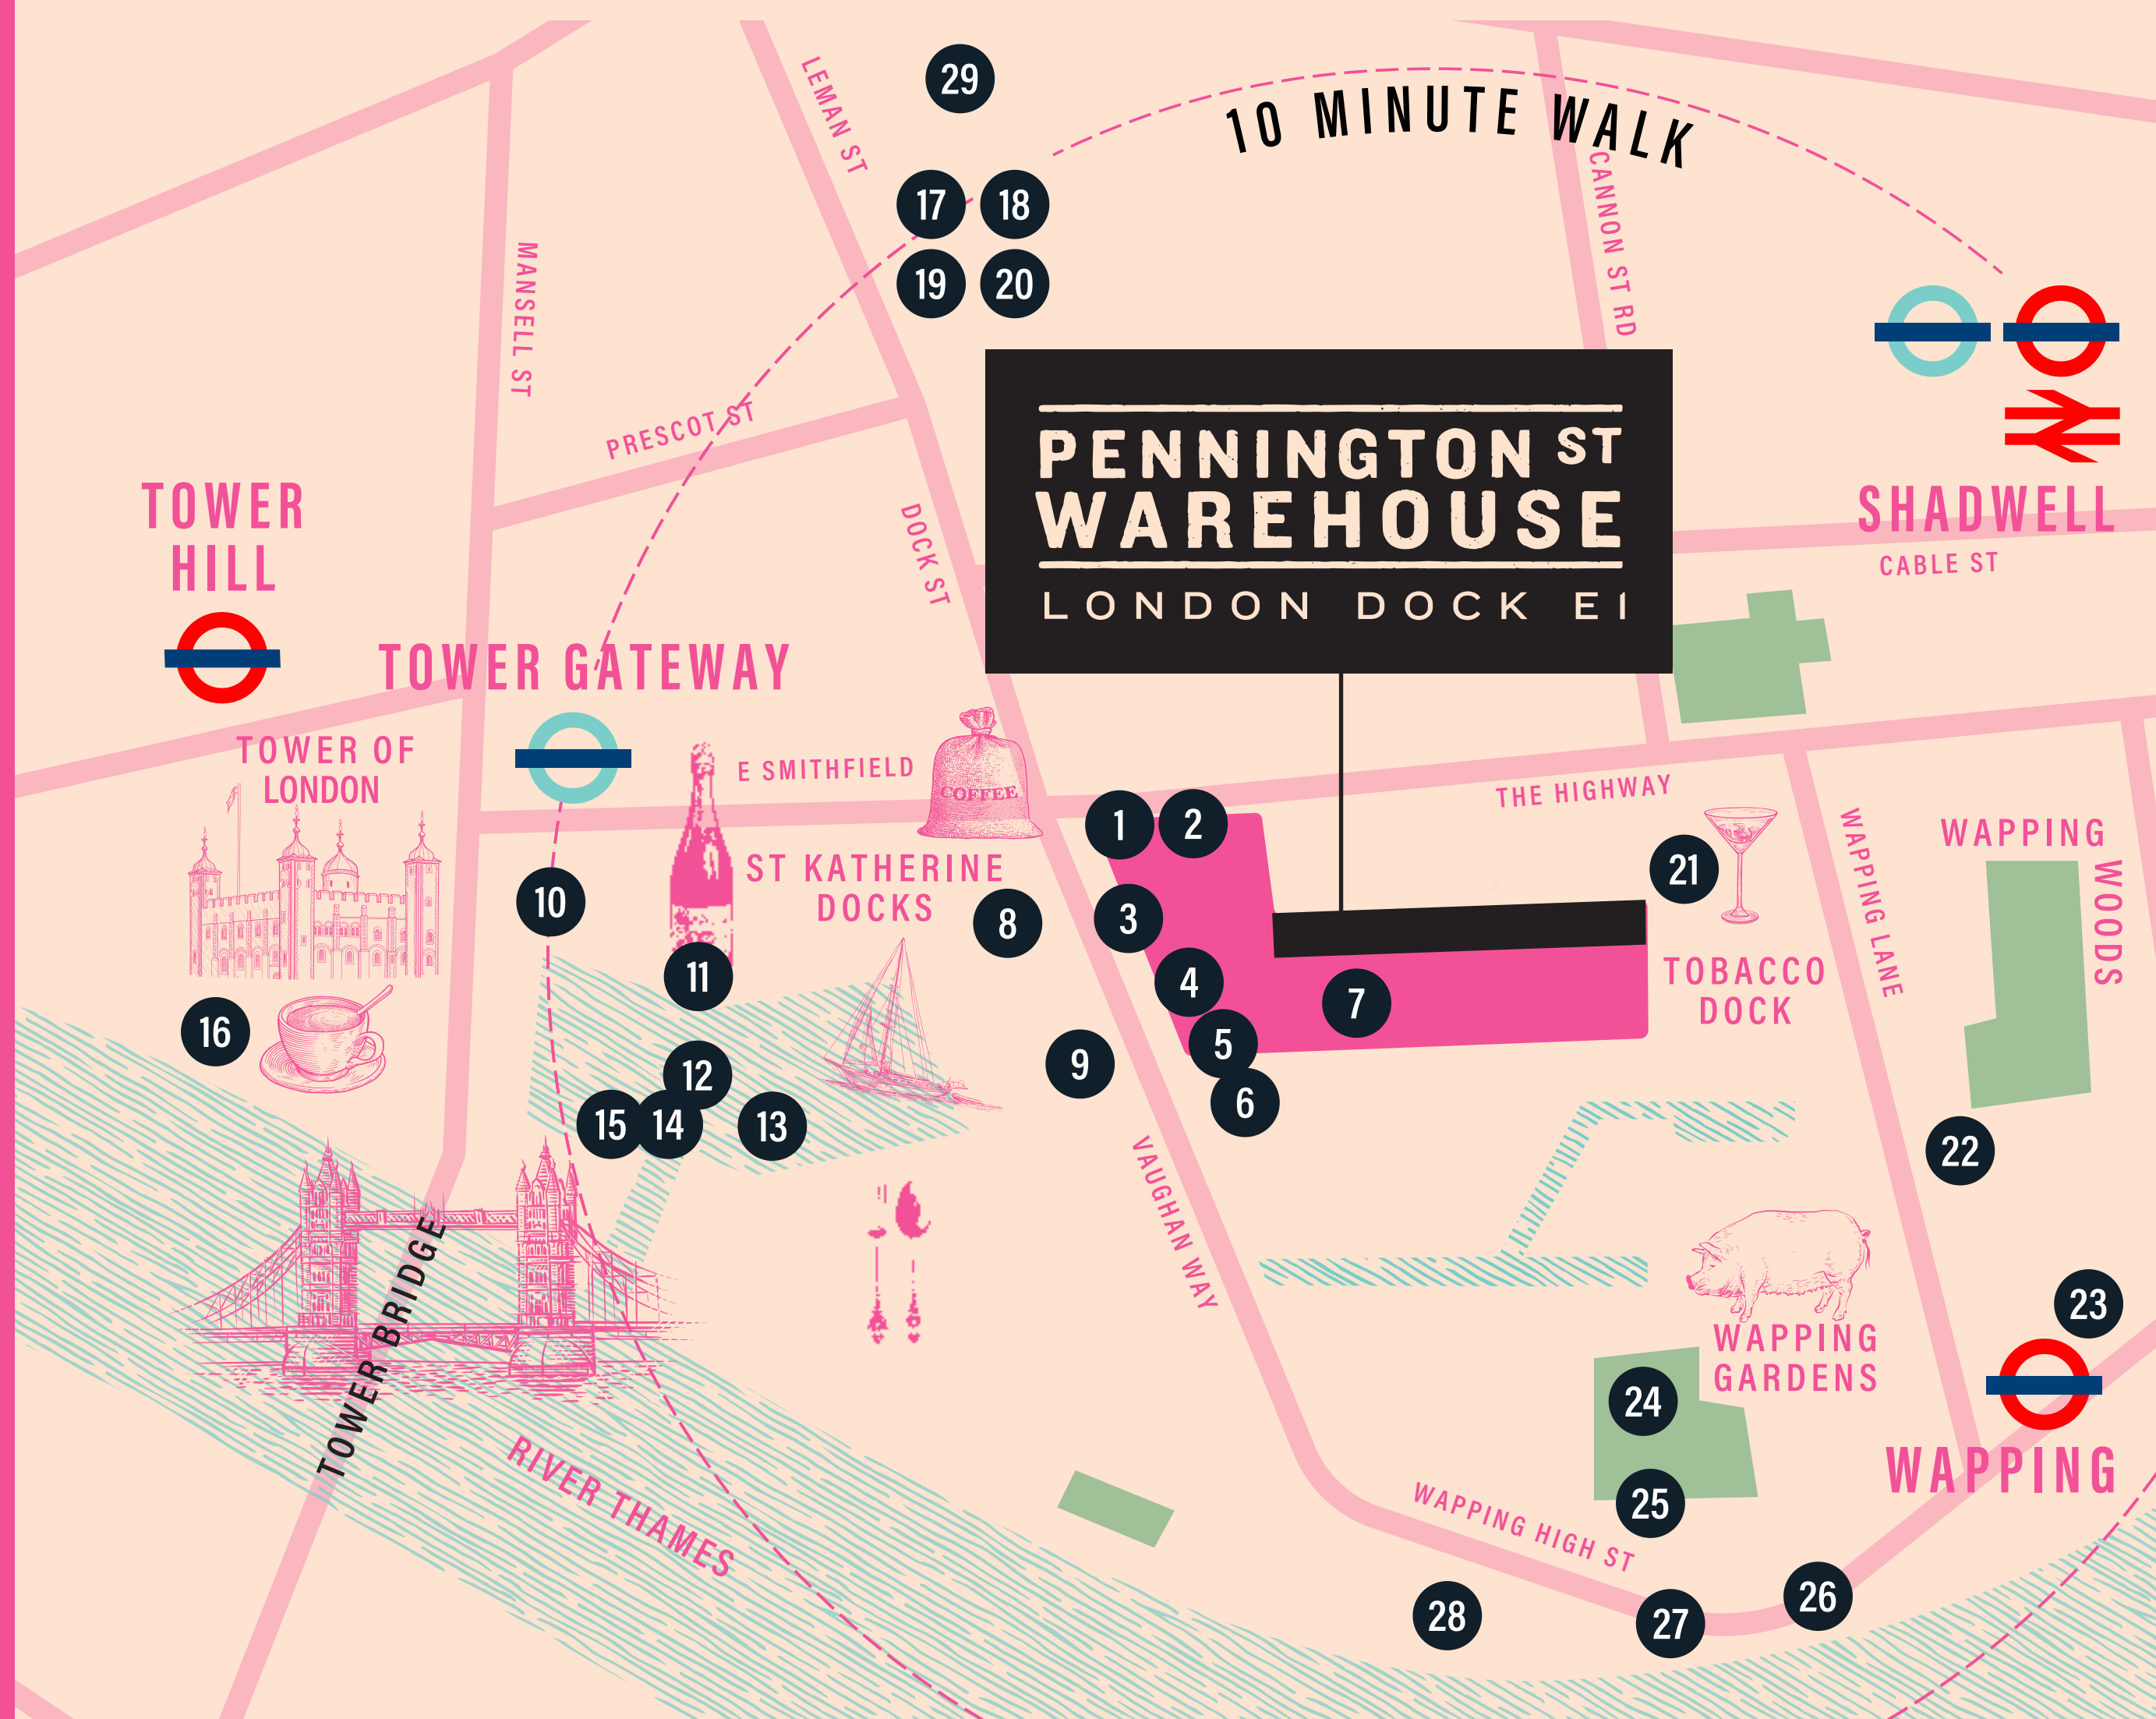 29
LEMAN ST
10 MINUTE WALK
CANNON ST RD
17
18
19
20
MANSELL ST
PRESCOT ST
PENNINGTON ST
WAREHOUSE
LONDON DOCK E1
SHADWELL
CABLE ST
TOWER
HILL
DOCK ST
TOWER GATEWAY
TOWER OF
LONDON
E SMITHFIELD
COFFEE
THE HIGHWAY
1
2
3
4
5
6
7
8
9
10
11
ST KATHERINE
DOCKS
21
TOBACCO
DOCK
WAPPING LANE
WAPPING
WOODS
16
12
15
14
13
22
VAUGHAN WAY
TOWER BRIDGE
RIVER THAMES
WAPPING
GARDENS
23
24
25
WAPPING
WAPPING HIGH ST
26
27
28